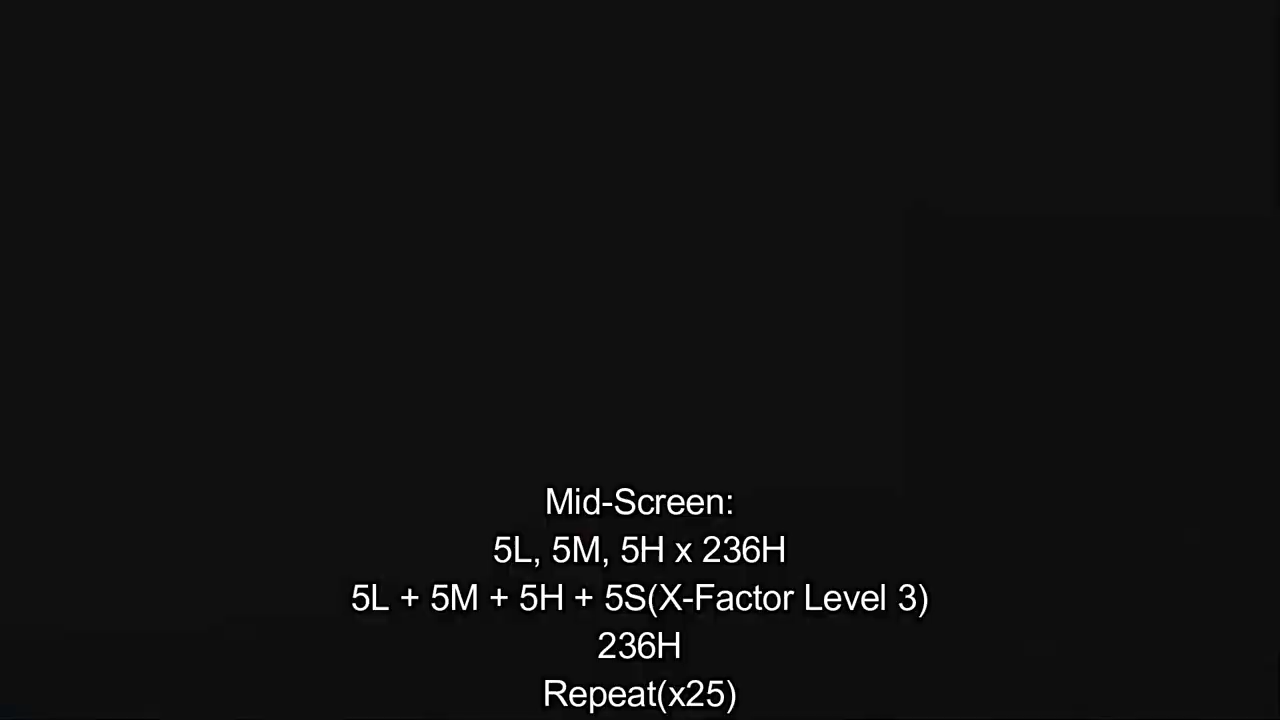 Mid-Screen:
5L, 5M, 5H x 236H
5L + 5M + 5H + 5S(X-Factor Level 3)
236H
Repeat(x25)